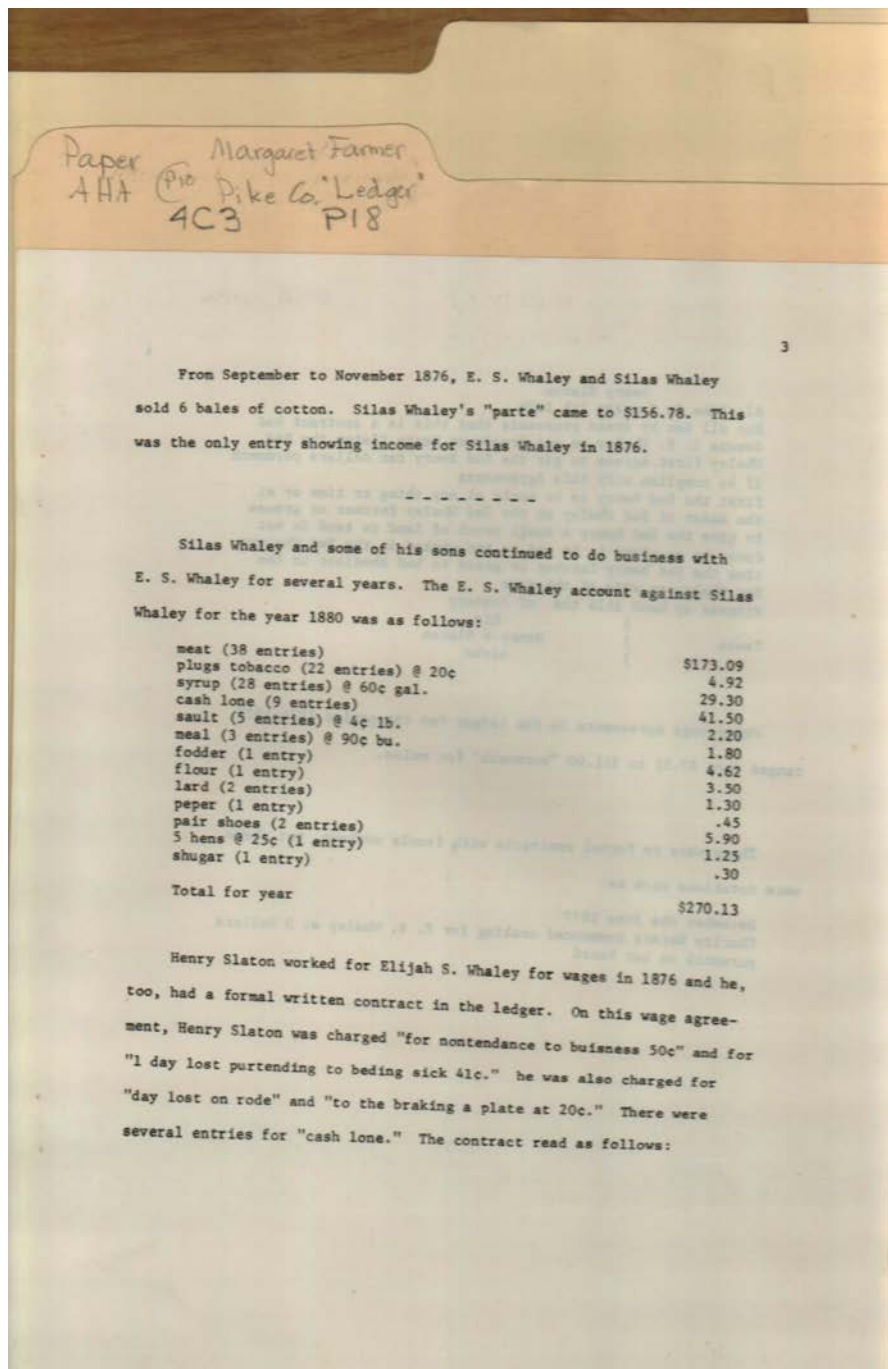 Paper Margaret Farmer
AHA P10 Pike Co. "Ledger"
4C3 P18
3
From September to November 1876, E. S. Whaley and Silas Whaley
sold 6 bales of cotton. Silas Whaley's "parte" came to $156.78. This
was the only entry showing income for Silas Whaley in 1876.
- - - - - - - - -
Silas Whaley and some of his sons continued to do business with
E. S. Whaley for several years. The E. S. Whaley account against Silas
Whaley for the year 1880 was as follows:
meat (38 entries) $173.09
plugs tobacco (22 entries) @ 20¢ 4.92
syrup (28 entries) @ 60¢ gal. 29.30
cash lone (9 entries) 41.50
sault (5 entries) @ 4¢ lb. 2.20
meal (3 entries) @ 90¢ bu. 1.80
fodder (1 entry) 4.62
flour (1 entry) 3.50
lard (2 entries) 1.30
peper (1 entry) .45
pair shoes (2 entries) 5.90
5 hens @ 25¢ (1 entry) 1.25
shugar (1 entry) .30
Total for year $270.13
Henry Slaton worked for Elijah S. Whaley for wages in 1876 and he,
too, had a formal written contract in the ledger. On this wage agree-
ment, Henry Slaton was charged "for nontendance to buisness 50¢" and for
"1 day lost purtending to beding sick 41¢." he was also charged for
"day lost on rode" and "to the braking a plate at 20¢." There were
several entries for "cash lone." The contract read as follows: